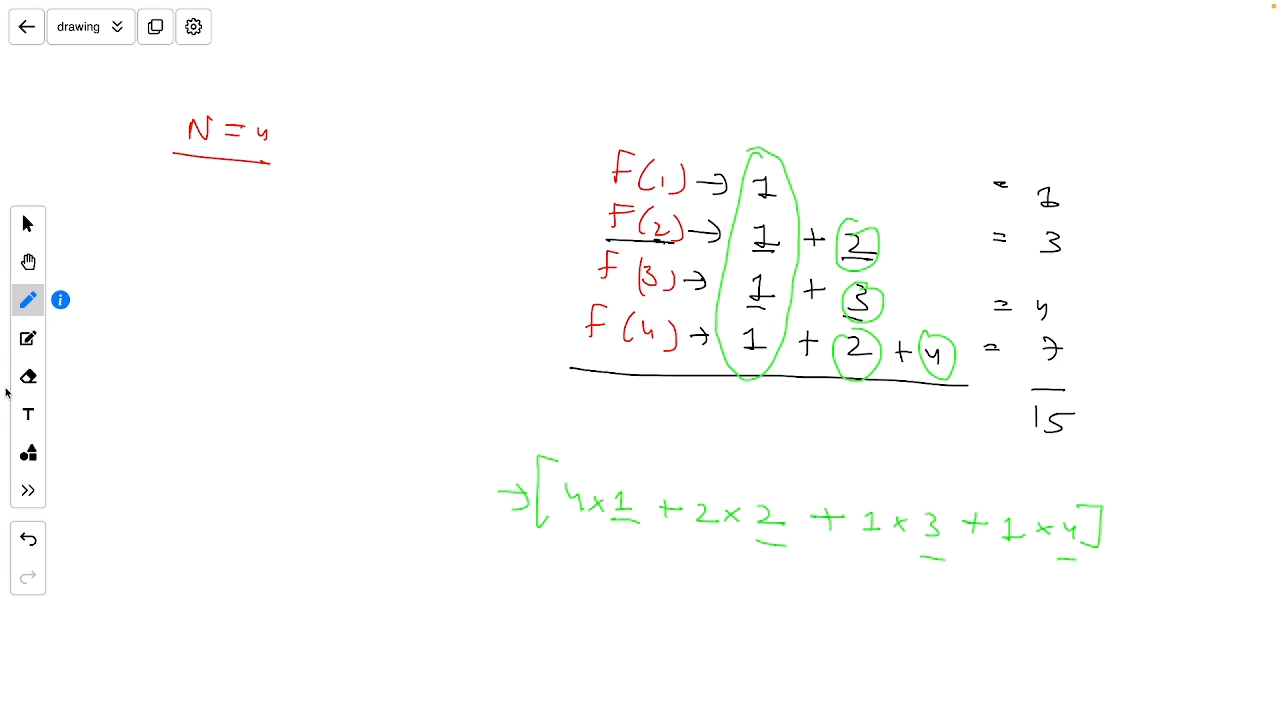 drawing
N = 4
F(1) → 1 = 1
F(2) → 1 + 2 = 3
F(3) → 1 + 3 = 4
F(4) → 1 + 2 + 4 = 7
15
T
→ [4 × 1 + 2 × 2 + 1 × 3 + 1 × 4]